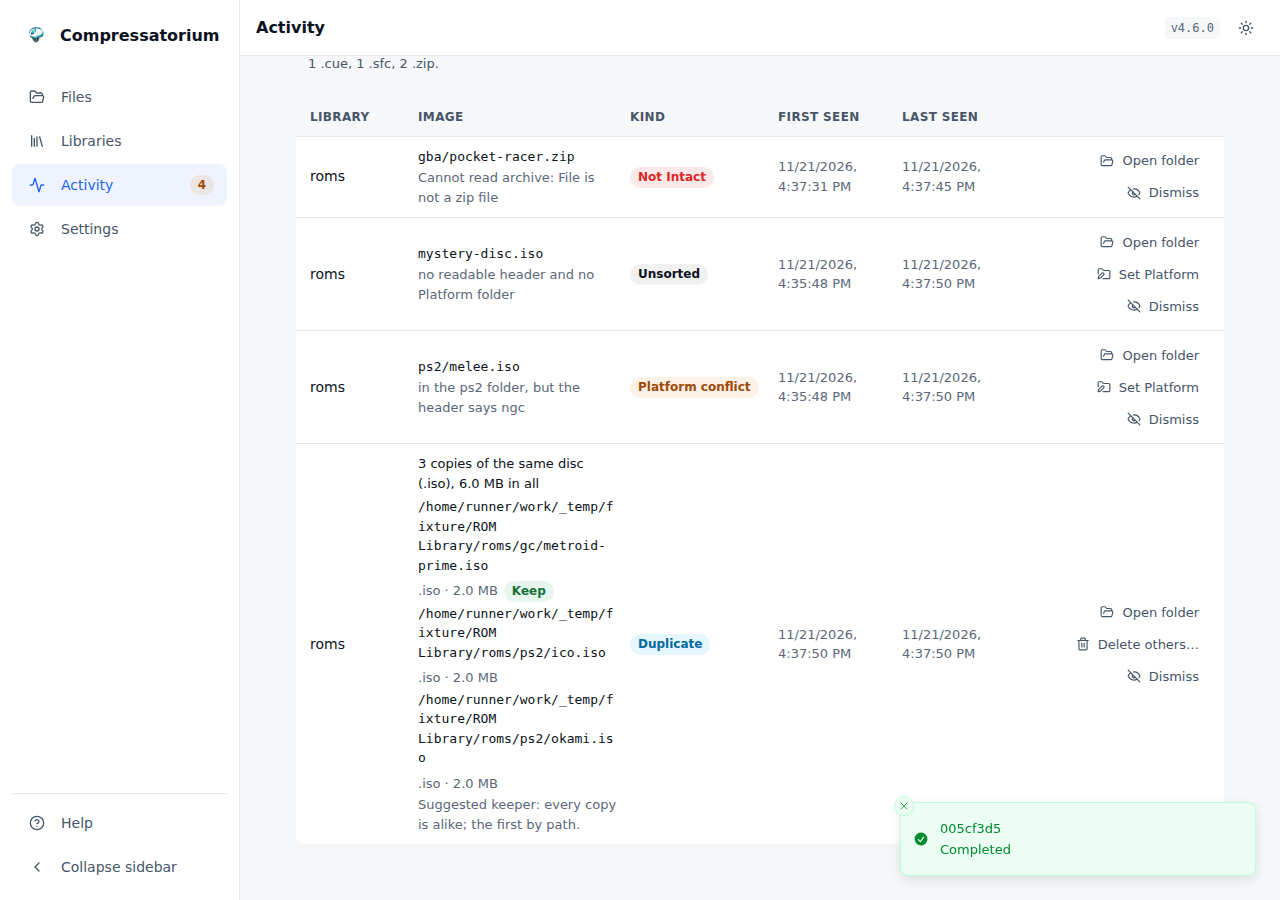 Compressatorium
Activity
v4.6.0
Files
Libraries
Activity
4
Settings
1 .cue, 1 .sfc, 2 .zip.
LIBRARY
IMAGE
KIND
FIRST SEEN
LAST SEEN
roms
gba/pocket-racer.zip
Cannot read archive: File is
not a zip file
Not Intact
11/21/2026,
4:37:31 PM
11/21/2026,
4:37:45 PM
Open folder
Dismiss
roms
mystery-disc.iso
no readable header and no
Platform folder
Unsorted
11/21/2026,
4:35:48 PM
11/21/2026,
4:37:50 PM
Open folder
Set Platform
Dismiss
roms
ps2/melee.iso
in the ps2 folder, but the
header says ngc
Platform conflict
11/21/2026,
4:35:48 PM
11/21/2026,
4:37:50 PM
Open folder
Set Platform
Dismiss
roms
3 copies of the same disc
(.iso), 6.0 MB in all
/home/runner/work/_temp/f
ixture/ROM
Library/roms/gc/metroid-
prime.iso
.iso · 2.0 MB Keep
/home/runner/work/_temp/f
ixture/ROM
Library/roms/ps2/ico.iso
.iso · 2.0 MB
/home/runner/work/_temp/f
ixture/ROM
Library/roms/ps2/okami.is
o
.iso · 2.0 MB
Suggested keeper: every copy
is alike; the first by path.
Duplicate
11/21/2026,
4:37:50 PM
11/21/2026,
4:37:50 PM
Open folder
Delete others…
Dismiss
Help
Collapse sidebar
005cf3d5
Completed